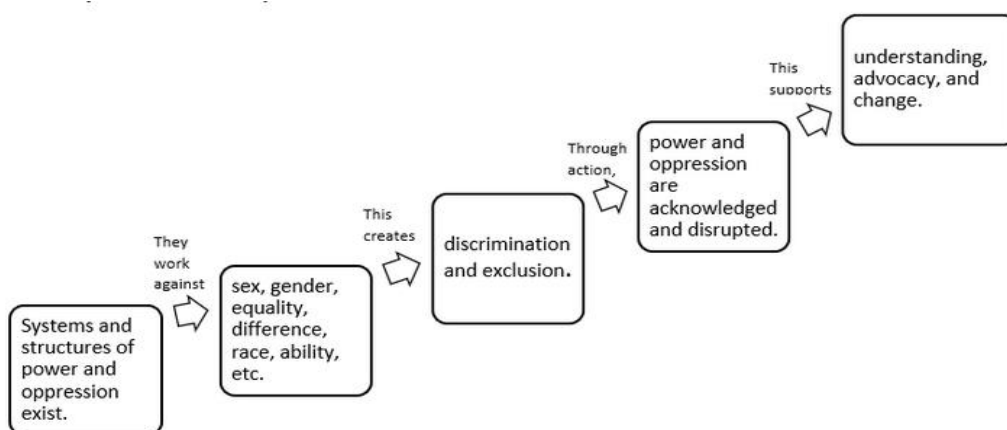 Systems and
structures of
power and
oppression
exist.
They
work
against
sex, gender,
equality,
difference,
race, ability,
etc.
This
creates
discrimination
and exclusion.
Through
action,
power and
oppression
are
acknowledged
and disrupted.
This
supports
understanding,
advocacy, and
change.